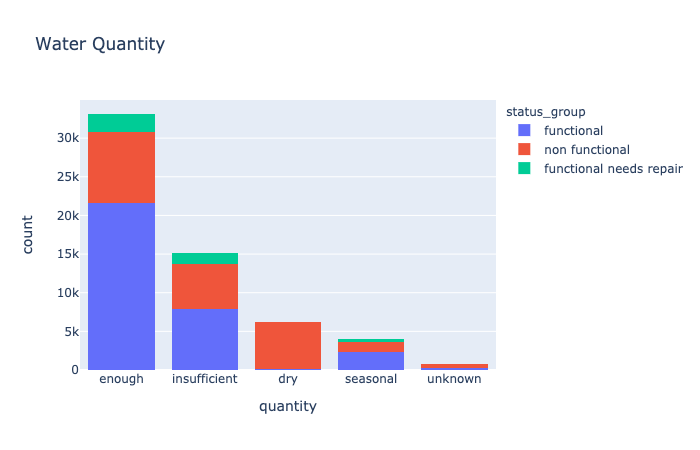 Water Quantity
status_group
functional
non functional
functional needs repair
30k
25k
20k
15k
10k
5k
0
count
enough insufficient dry seasonal unknown
quantity